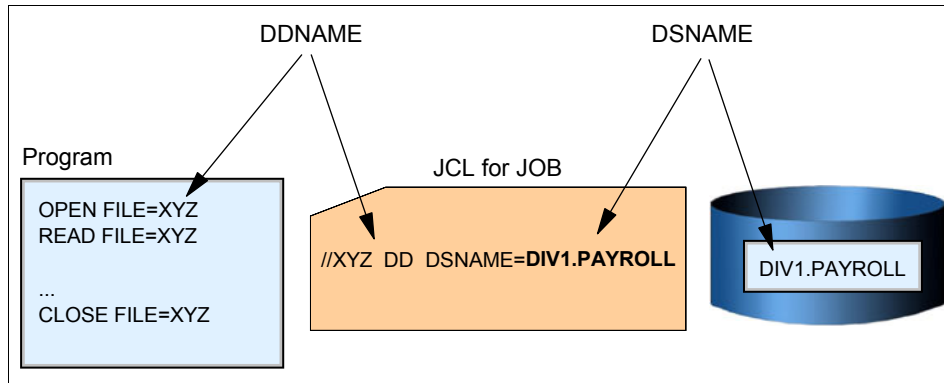 DDNAME
DSNAME
Program
OPEN FILE=XYZ
READ FILE=XYZ
...
CLOSE FILE=XYZ
JCL for JOB
//XYZ DD DSNAME=DIV1.PAYROLL
DIV1.PAYROLL